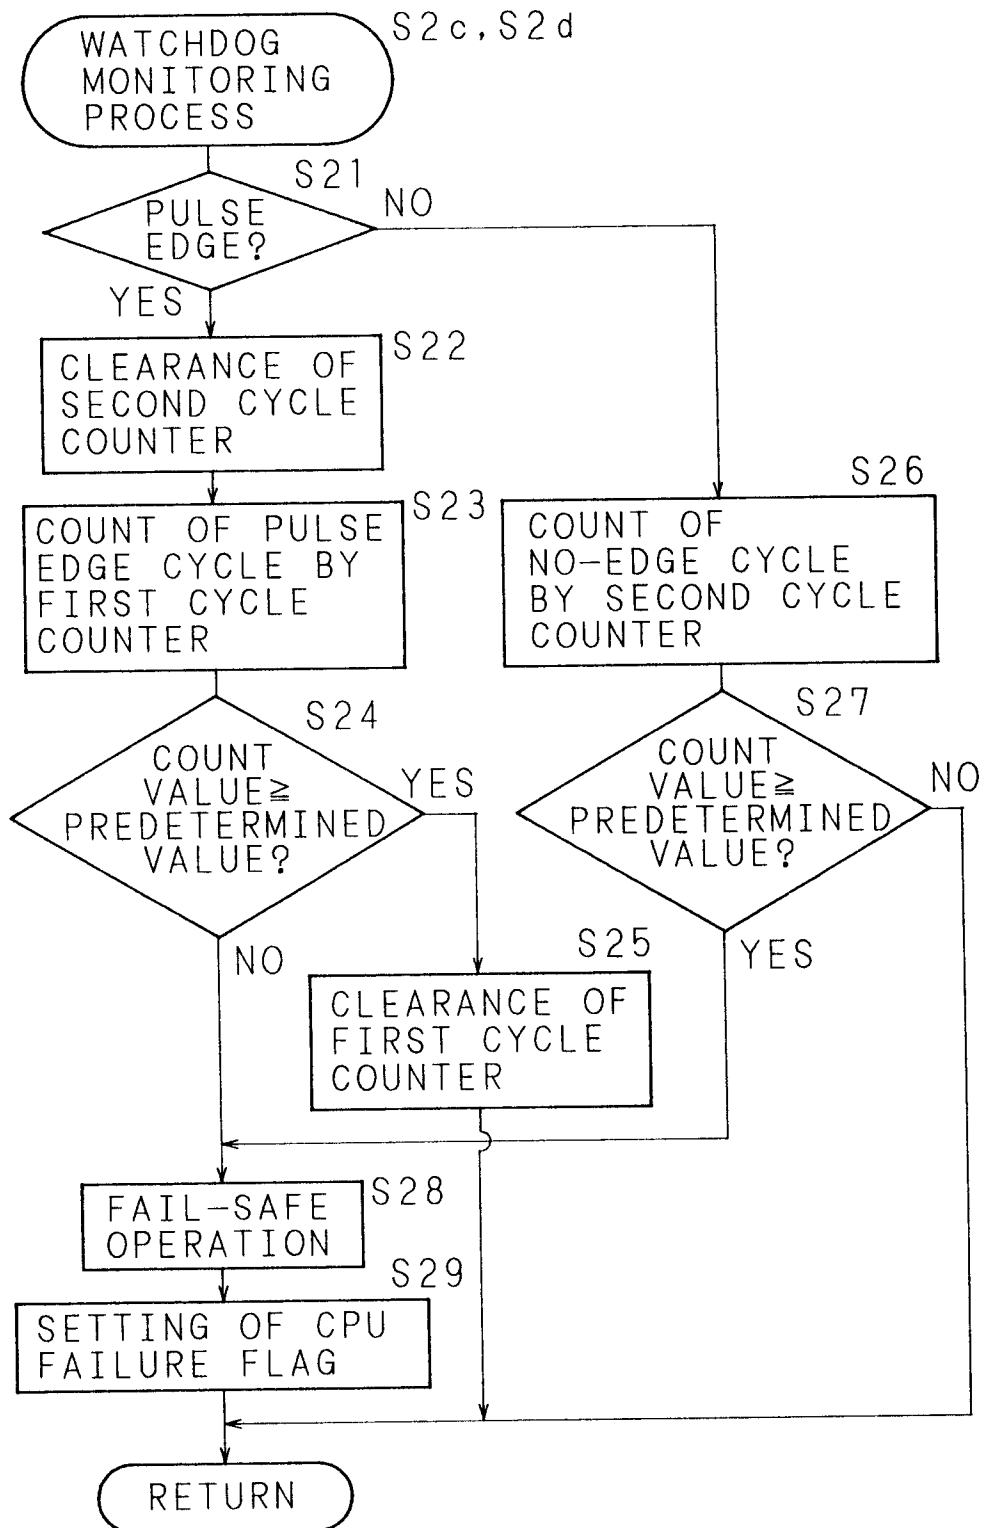 S2c,S2d
WATCHDOG
MONITORING
PROCESS
S21
PULSE
EDGE?
NO
YES
S22
CLEARANCE OF
SECOND CYCLE
COUNTER
S23
COUNT OF PULSE
EDGE CYCLE BY
FIRST CYCLE
COUNTER
S26
COUNT OF
NO-EDGE CYCLE
BY SECOND CYCLE
COUNTER
S24
COUNT
VALUE≧
PREDETERMINED
VALUE?
YES
NO
S27
COUNT
VALUE≧
PREDETERMINED
VALUE?
NO
YES
S25
CLEARANCE OF
FIRST CYCLE
COUNTER
S28
FAIL-SAFE
OPERATION
S29
SETTING OF CPU
FAILURE FLAG
RETURN